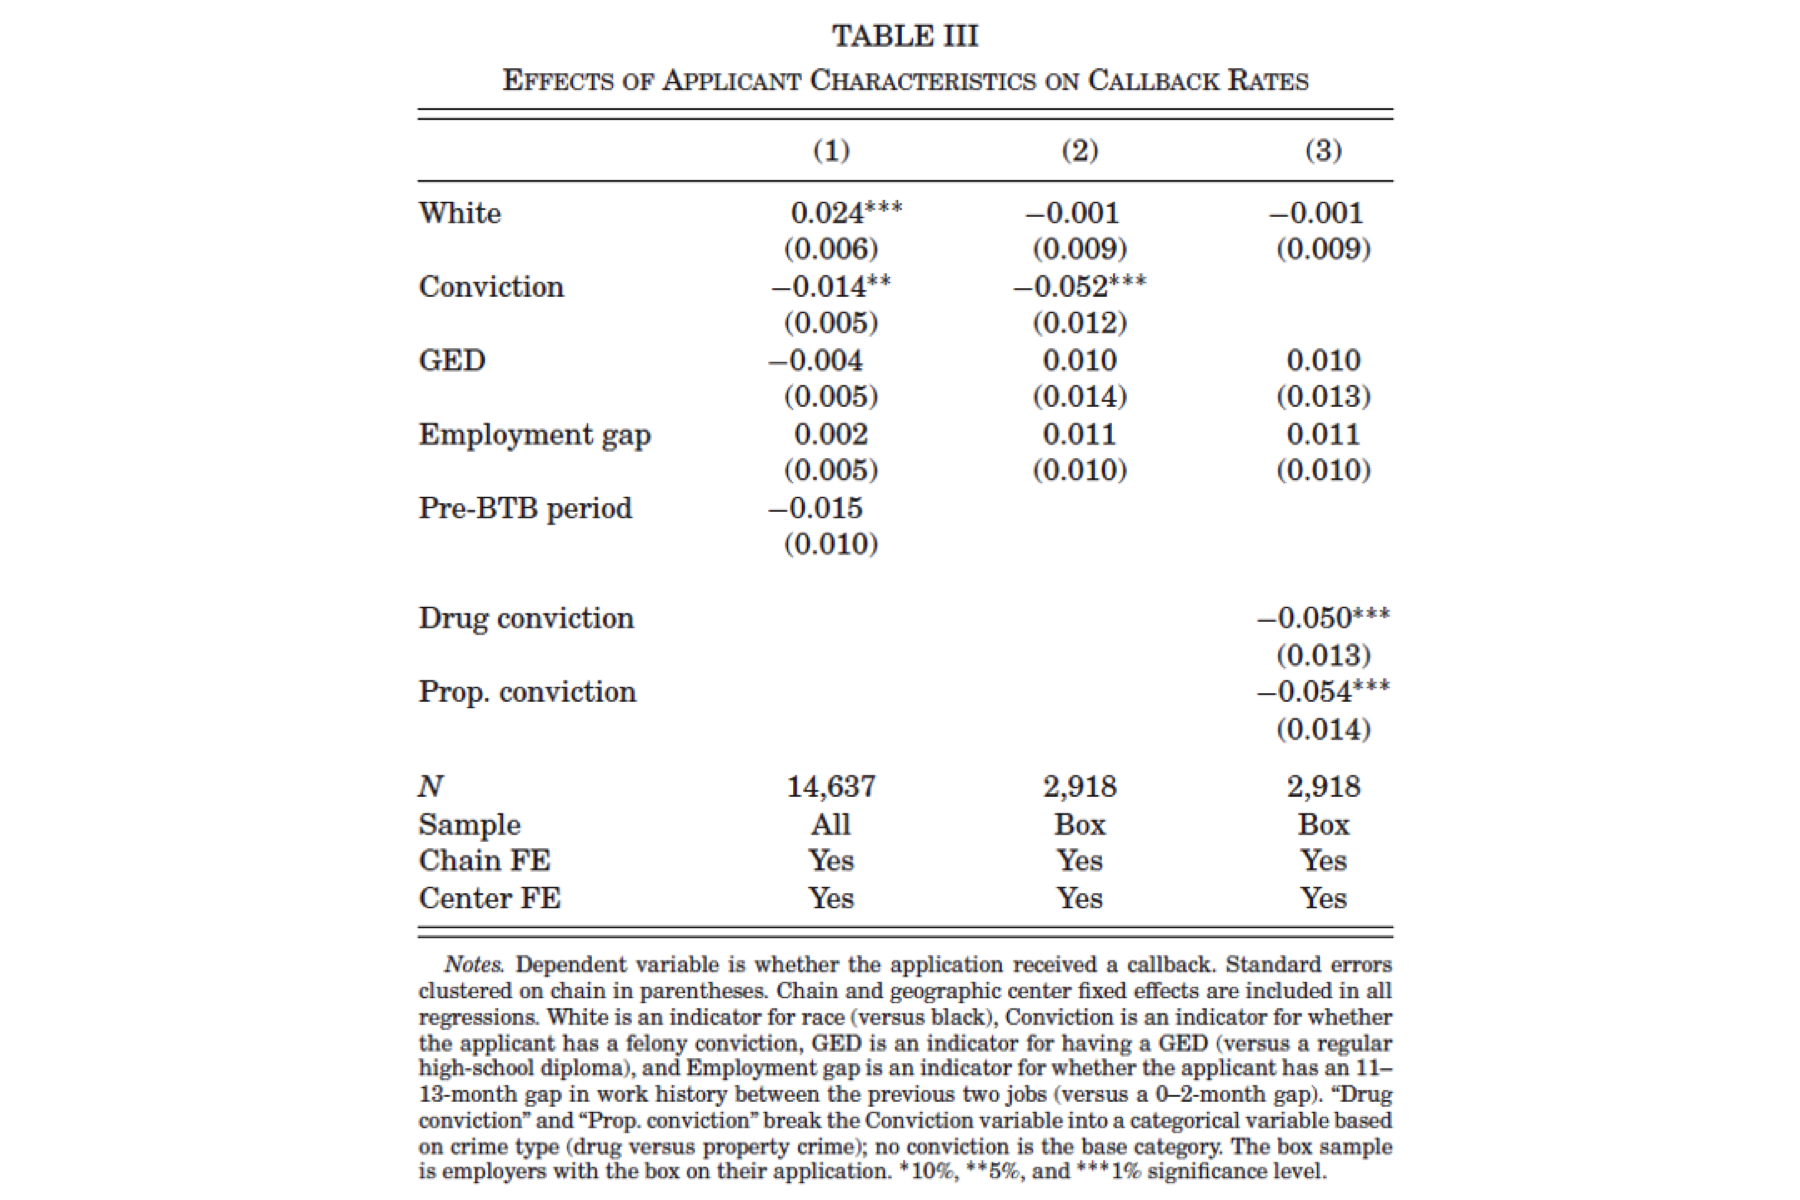 TABLE III
EFFECTS OF APPLICANT CHARACTERISTICS ON CALLBACK RATES
(1) (2) (3)
White 0.024*** −0.001 −0.001
(0.006) (0.009) (0.009)
Conviction −0.014** −0.052***
(0.005) (0.012)
GED −0.004 0.010 0.010
(0.005) (0.014) (0.013)
Employment gap 0.002 0.011 0.011
(0.005) (0.010) (0.010)
Pre-BTB period −0.015
(0.010)
Drug conviction −0.050***
(0.013)
Prop. conviction −0.054***
(0.014)
N 14,637 2,918 2,918
Sample All Box Box
Chain FE Yes Yes Yes
Center FE Yes Yes Yes
Notes. Dependent variable is whether the application received a callback. Standard errors
clustered on chain in parentheses. Chain and geographic center fixed effects are included in all
regressions. White is an indicator for race (versus black), Conviction is an indicator for whether
the applicant has a felony conviction, GED is an indicator for having a GED (versus a regular
high-school diploma), and Employment gap is an indicator for whether the applicant has an 11–
13-month gap in work history between the previous two jobs (versus a 0–2-month gap). “Drug
conviction” and “Prop. conviction” break the Conviction variable into a categorical variable based
on crime type (drug versus property crime); no conviction is the base category. The box sample
is employers with the box on their application. *10%, **5%, and ***1% significance level.